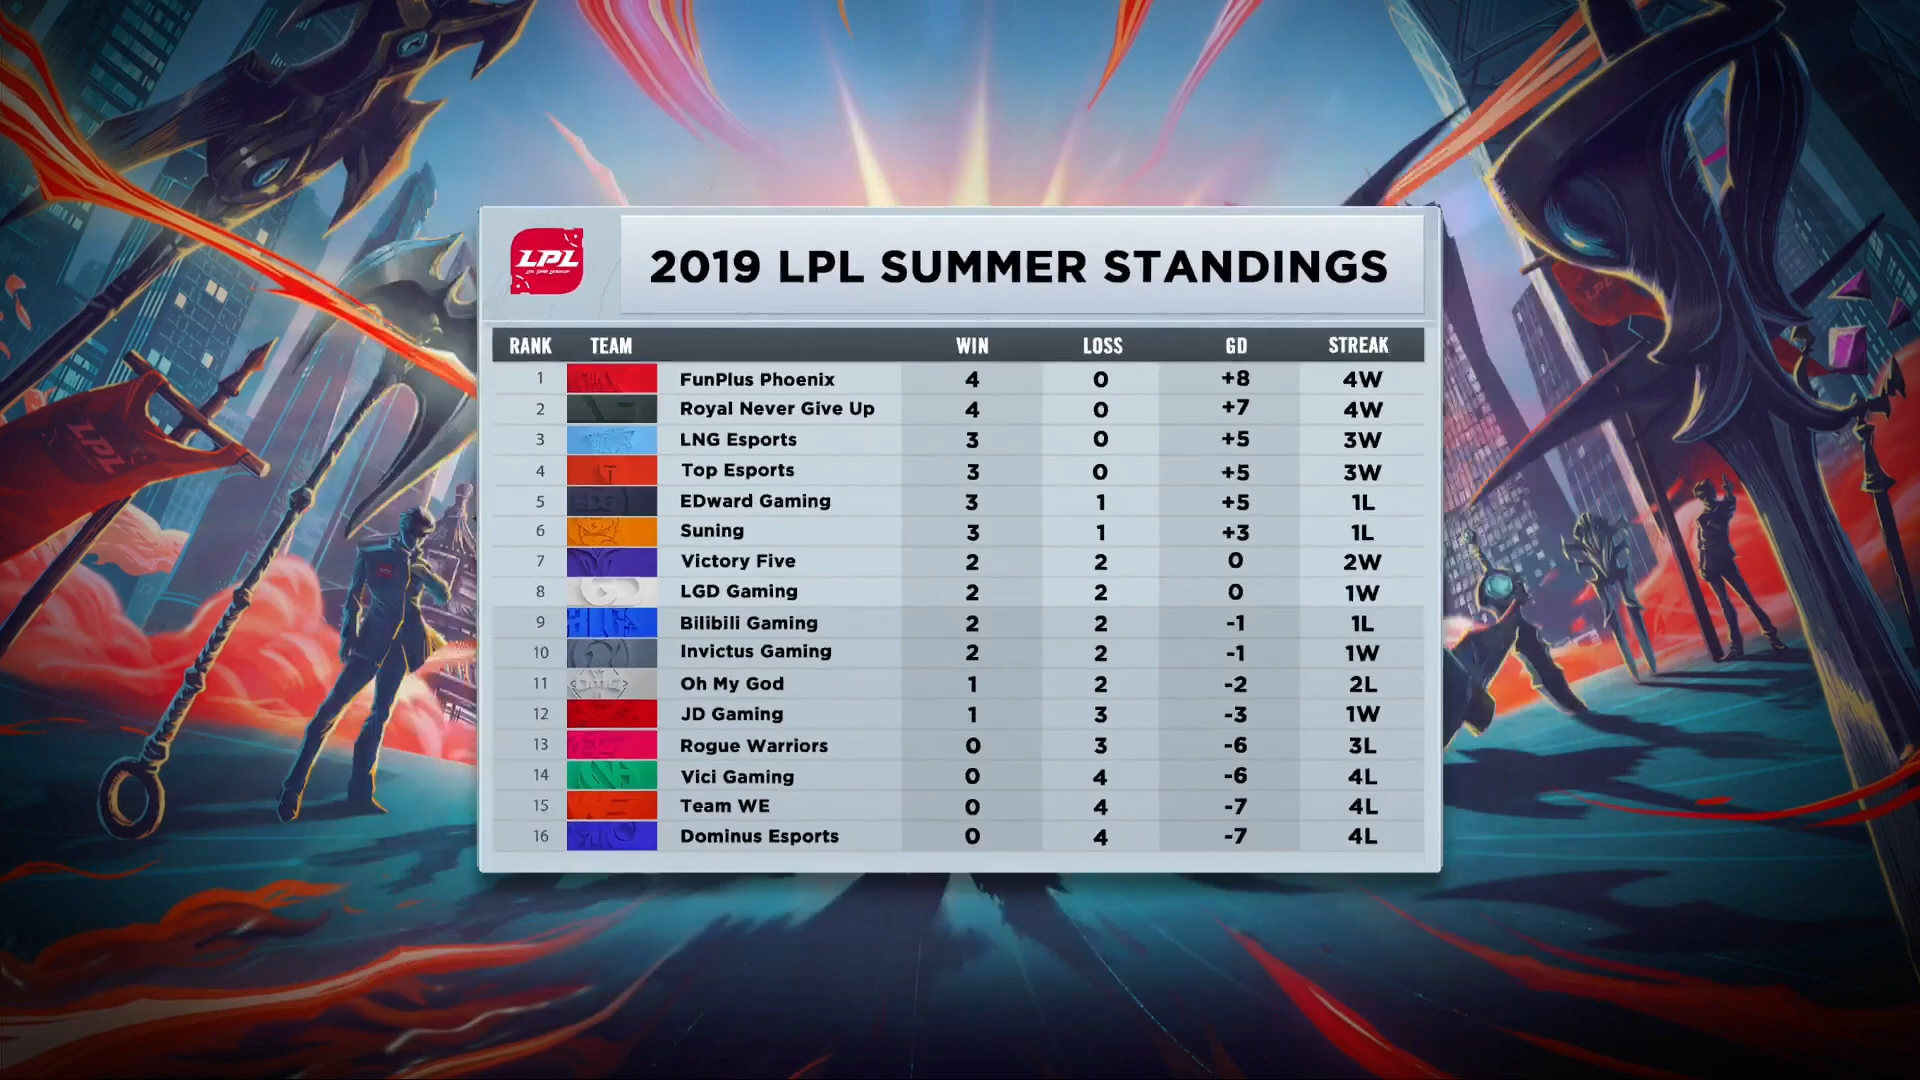 LPL
2019 LPL SUMMER STANDINGS
RANK TEAM WIN LOSS GD STREAK
1 FunPlus Phoenix 4 0 +8 4W
2 Royal Never Give Up 4 0 +7 4W
3 LNG Esports 3 0 +5 3W
4 Top Esports 3 0 +5 3W
5 EDward Gaming 3 1 +5 1L
6 Suning 3 1 +3 1L
7 Victory Five 2 2 0 2W
8 LGD Gaming 2 2 0 1W
9 Bilibili Gaming 2 2 -1 1L
10 Invictus Gaming 2 2 -1 1W
11 Oh My God 1 2 -2 2L
12 JD Gaming 1 3 -3 1W
13 Rogue Warriors 0 3 -6 3L
14 Vici Gaming 0 4 -6 4L
15 Team WE 0 4 -7 4L
16 Dominus Esports 0 4 -7 4L
LPL
LPL